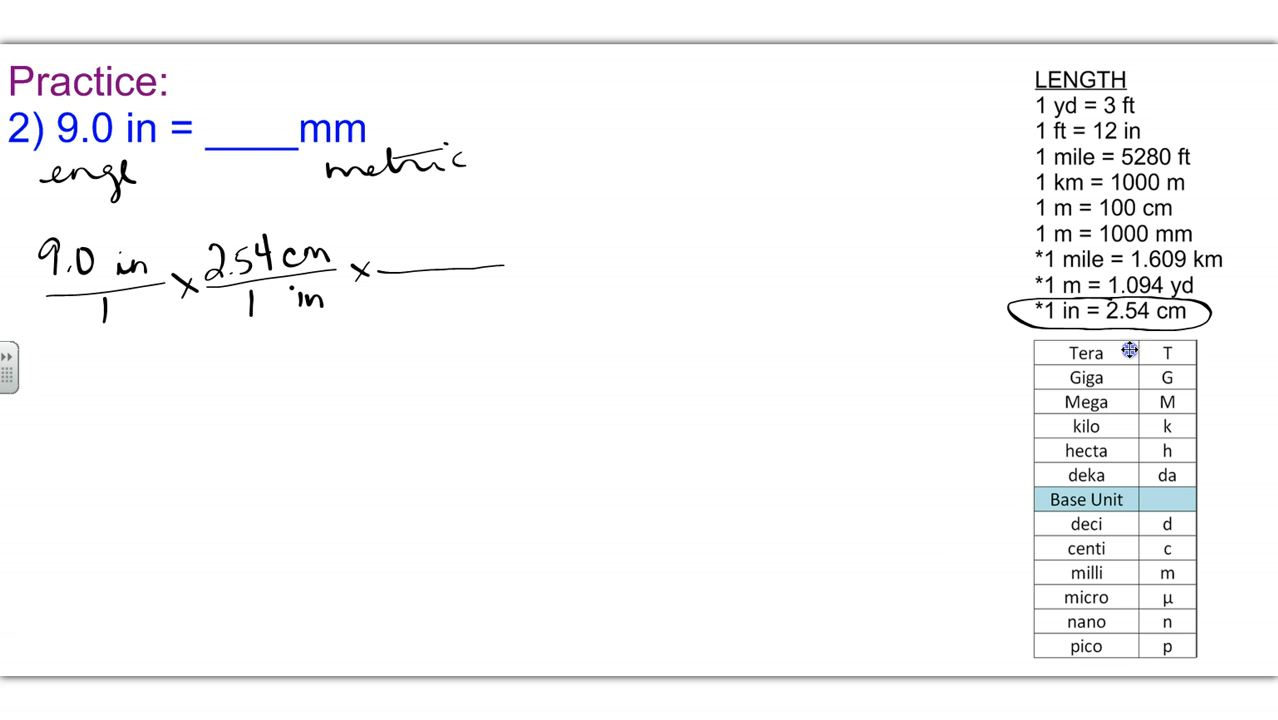 Practice:
2) 9.0 in = ____mm
engl metric
9.0 in × 2.54 cm × ____
1 1 in
LENGTH
1 yd = 3 ft
1 ft = 12 in
1 mile = 5280 ft
1 km = 1000 m
1 m = 100 cm
1 m = 1000 mm
*1 mile = 1.609 km
*1 m = 1.094 yd
*1 in = 2.54 cm
Tera T
Giga G
Mega M
kilo k
hecta h
deka da
Base Unit
deci d
centi c
milli m
micro µ
nano n
pico p